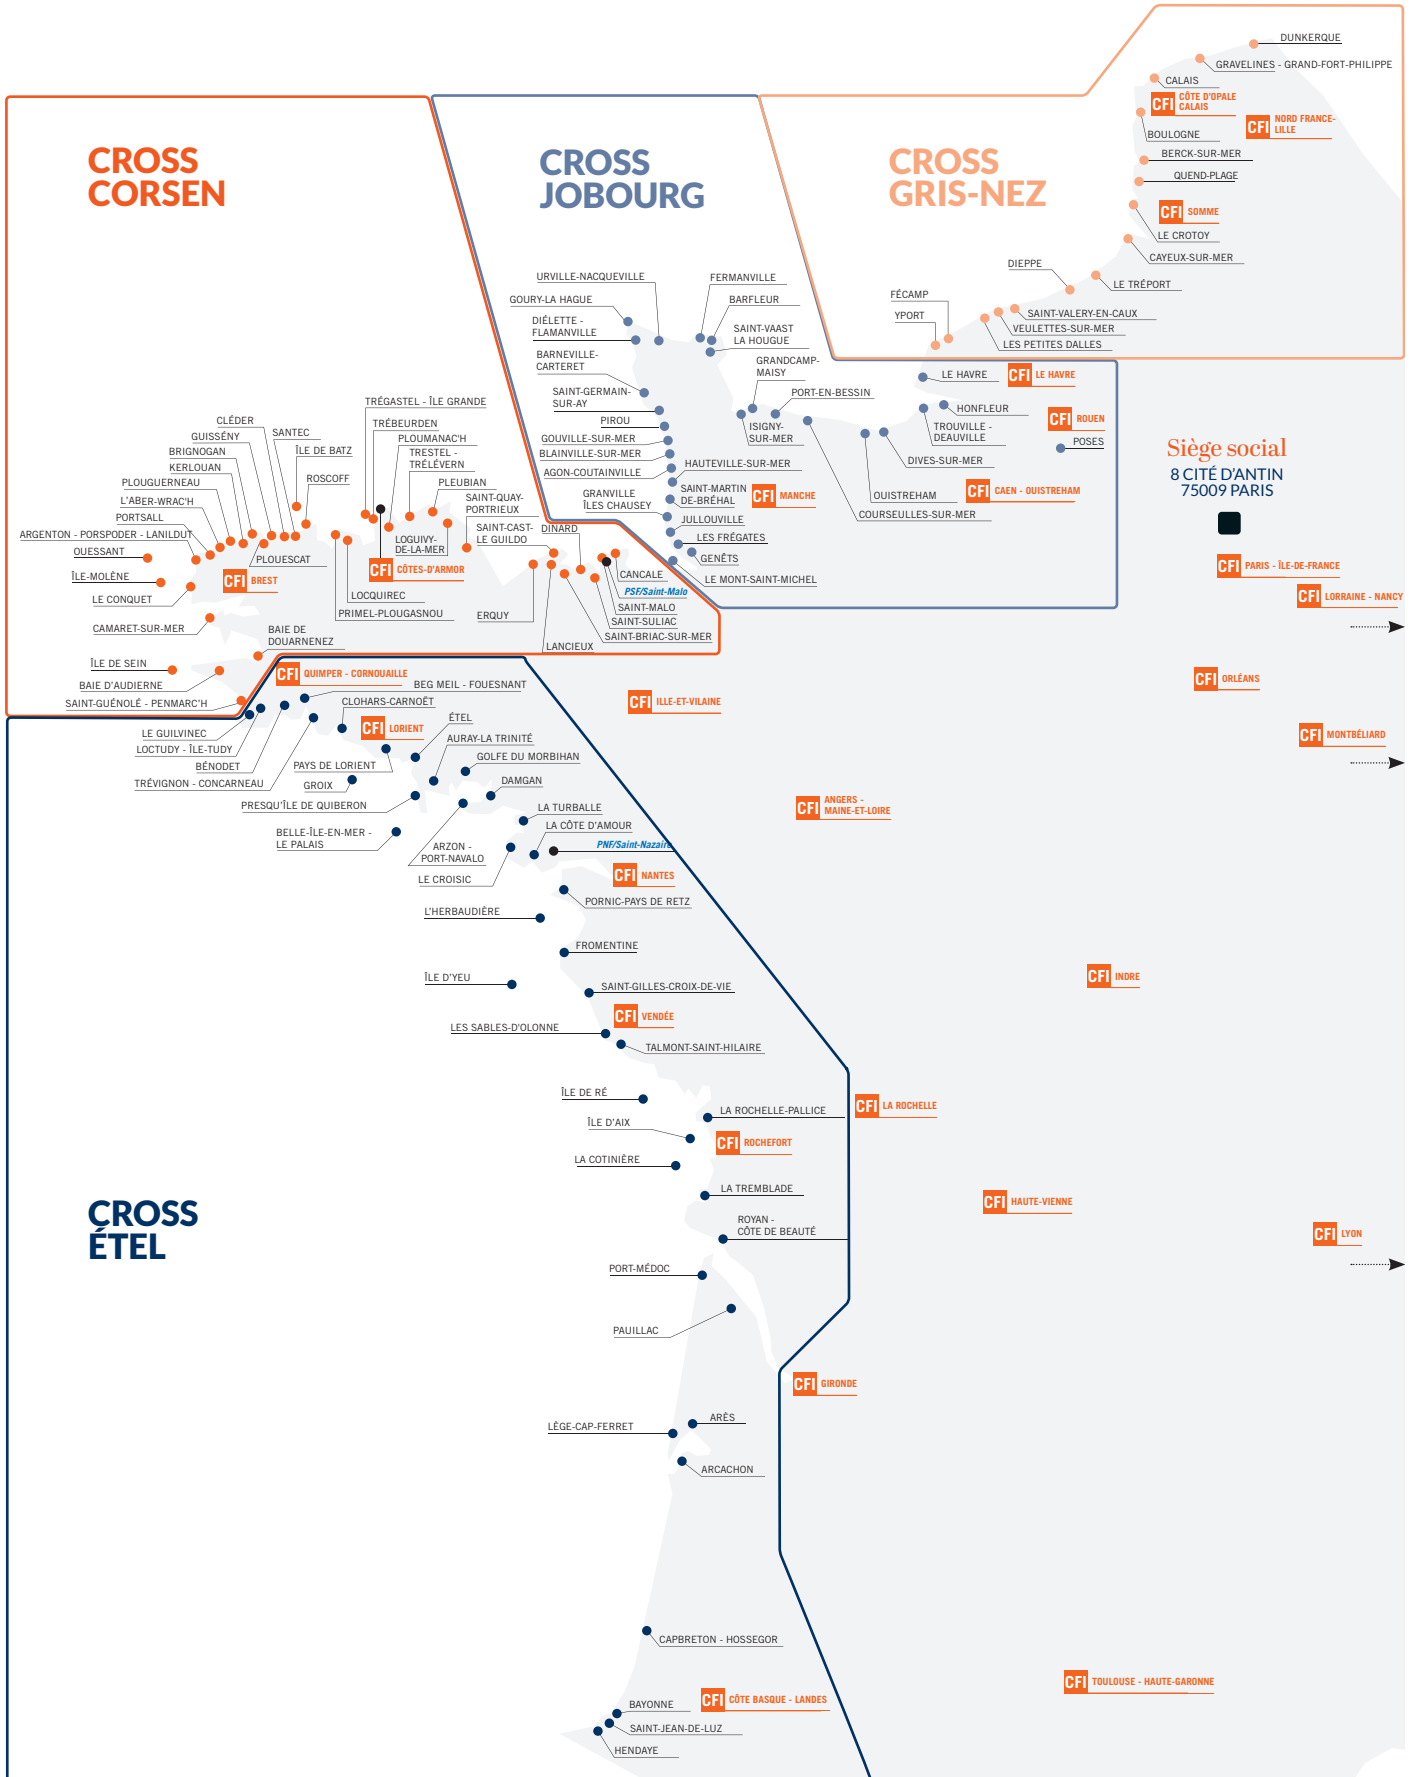 DUNKERQUE
GRAVELINES - GRAND-FORT-PHILIPPE
CALAIS
CFI CÔTE D'OPALE
CALAIS
CFI NORD FRANCE-
LILLE
BOULOGNE
BERCK-SUR-MER
QUEND-PLAGE
CFI SOMME
LE CROTOY
CAYEUX-SUR-MER
DIEPPE
LE TRÉPORT
FÉCAMP
YPORT
SAINT-VALERY-EN-CAUX
VEULETTES-SUR-MER
LES PETITES DALLES
CROSS
GRIS-NEZ
CROSS
JOBOURG
URVILLE-NACQUEVILLE
GOURY-LA HAGUE
DIÉLETTE -
FLAMANVILLE
BARNEVILLE-
CARTERET
SAINT-GERMAIN-
SUR-AY
PIROU
GOUVILLE-SUR-MER
BLAINVILLE-SUR-MER
AGON-COUTAINVILLE
GRANVILLE
ÎLES CHAUSEY
FERMANVILLE
BARFLEUR
SAINT-VAAST
LA HOUGUE
GRANDCAMP-
MAISY
PORT-EN-BESSIN
ISIGNY-
SUR-MER
HAUTEVILLE-SUR-MER
SAINT-MARTIN
DE-BRÉHAL
CFI MANCHE
JULLOUVILLE
LES FRÉGATES
GENÊTS
LE MONT-SAINT-MICHEL
LE HAVRE
CFI LE HAVRE
HONFLEUR
TROUVILLE -
DEAUVILLE
CFI ROUEN
POSES
DIVES-SUR-MER
OUISTREHAM
CFI CAEN - OUISTREHAM
COURSEULLES-SUR-MER
Siège social
8 CITÉ D'ANTIN
75009 PARIS
CFI PARIS - ÎLE-DE-FRANCE
CFI LORRAINE - NANCY
CFI ORLÉANS
CFI MONTBÉLIARD
CROSS
CORSEN
CLÉDER
GUISSÉNY
BRIGNOGAN
KERLOUAN
PLOUGUERNEAU
L'ABER-WRAC'H
PORTSALL
ARGENTON - PORSPODER - LANILDUT
OUESSANT
ÎLE-MOLÈNE
LE CONQUET
CAMARET-SUR-MER
ÎLE DE SEIN
BAIE D'AUDIERNE
SAINT-GUÉNOLÉ - PENMARC'H
SANTEC
ÎLE DE BATZ
ROSCOFF
PLOUESCAT
CFI BREST
BAIE DE
DOUARNENEZ
TRÉGASTEL - ÎLE GRANDE
TRÉBEURDEN
PLOUMANAC'H
TRESTEL -
TRÉLÉVERN
PLEUBIAN
SAINT-QUAY-
PORTRIEUX
LOGUIVY-
DE-LA-MER
CFI CÔTES-D'ARMOR
LOCQUIREC
PRIMEL-PLOUGASNOU
SAINT-CAST-
LE GUILDO
DINARD
ERQUY
LANCIEUX
CANCALE
PSF/Saint-Malo
SAINT-MALO
SAINT-SULIAC
SAINT-BRIAC-SUR-MER
CFI QUIMPER - CORNOUAILLE
BEG MEIL - FOUESNANT
CLOHARS-CARNOËT
CFI LORIENT
ÉTEL
AURAY-LA TRINITÉ
GOLFE DU MORBIHAN
DAMGAN
LE GUILVINEC
LOCTUDY - ÎLE-TUDY
BÉNODET
TRÉVIGNON - CONCARNEAU
PAYS DE LORIENT
GROIX
PRESQU'ÎLE DE QUIBERON
BELLE-ÎLE-EN-MER -
LE PALAIS
ARZON -
PORT-NAVALO
LE CROISIC
LA TURBALLE
LA CÔTE D'AMOUR
PNF/Saint-Nazaire
CFI ILLE-ET-VILAINE
CFI ANGERS -
MAINE-ET-LOIRE
CFI NANTES
PORNIC-PAYS DE RETZ
L'HERBAUDIÈRE
FROMENTINE
ÎLE D'YEU
SAINT-GILLES-CROIX-DE-VIE
CFI VENDÉE
LES SABLES-D'OLONNE
TALMONT-SAINT-HILAIRE
CFI INDRE
ÎLE DE RÉ
LA ROCHELLE-PALLICE
CFI LA ROCHELLE
ÎLE D'AIX
CFI ROCHEFORT
LA COTINIÈRE
LA TREMBLADE
ROYAN -
CÔTE DE BEAUTÉ
CFI HAUTE-VIENNE
CFI LYON
CROSS
ÉTEL
PORT-MÉDOC
PAUILLAC
CFI GIRONDE
ARÈS
LÈGE-CAP-FERRET
ARCACHON
CAPBRETON - HOSSEGOR
CFI TOULOUSE - HAUTE-GARONNE
CFI CÔTE BASQUE - LANDES
BAYONNE
SAINT-JEAN-DE-LUZ
HENDAYE